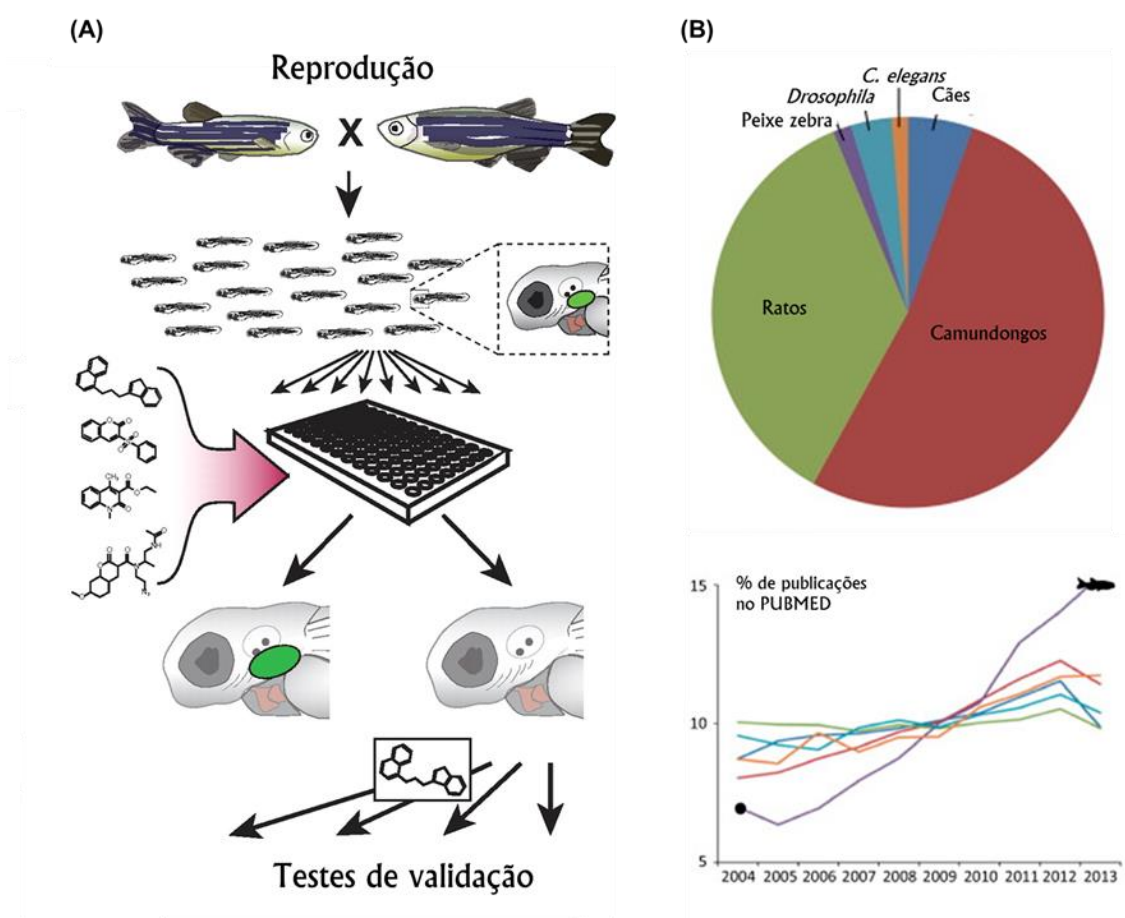 (A)
Reprodução
X
CH₃
Testes de validação
(B)
C. elegans
Drosophila
Cães
Peixe zebra
Ratos
Camundongos
% de publicações
no PUBMED
15
10
5
2004 2005 2006 2007 2008 2009 2010 2011 2012 2013